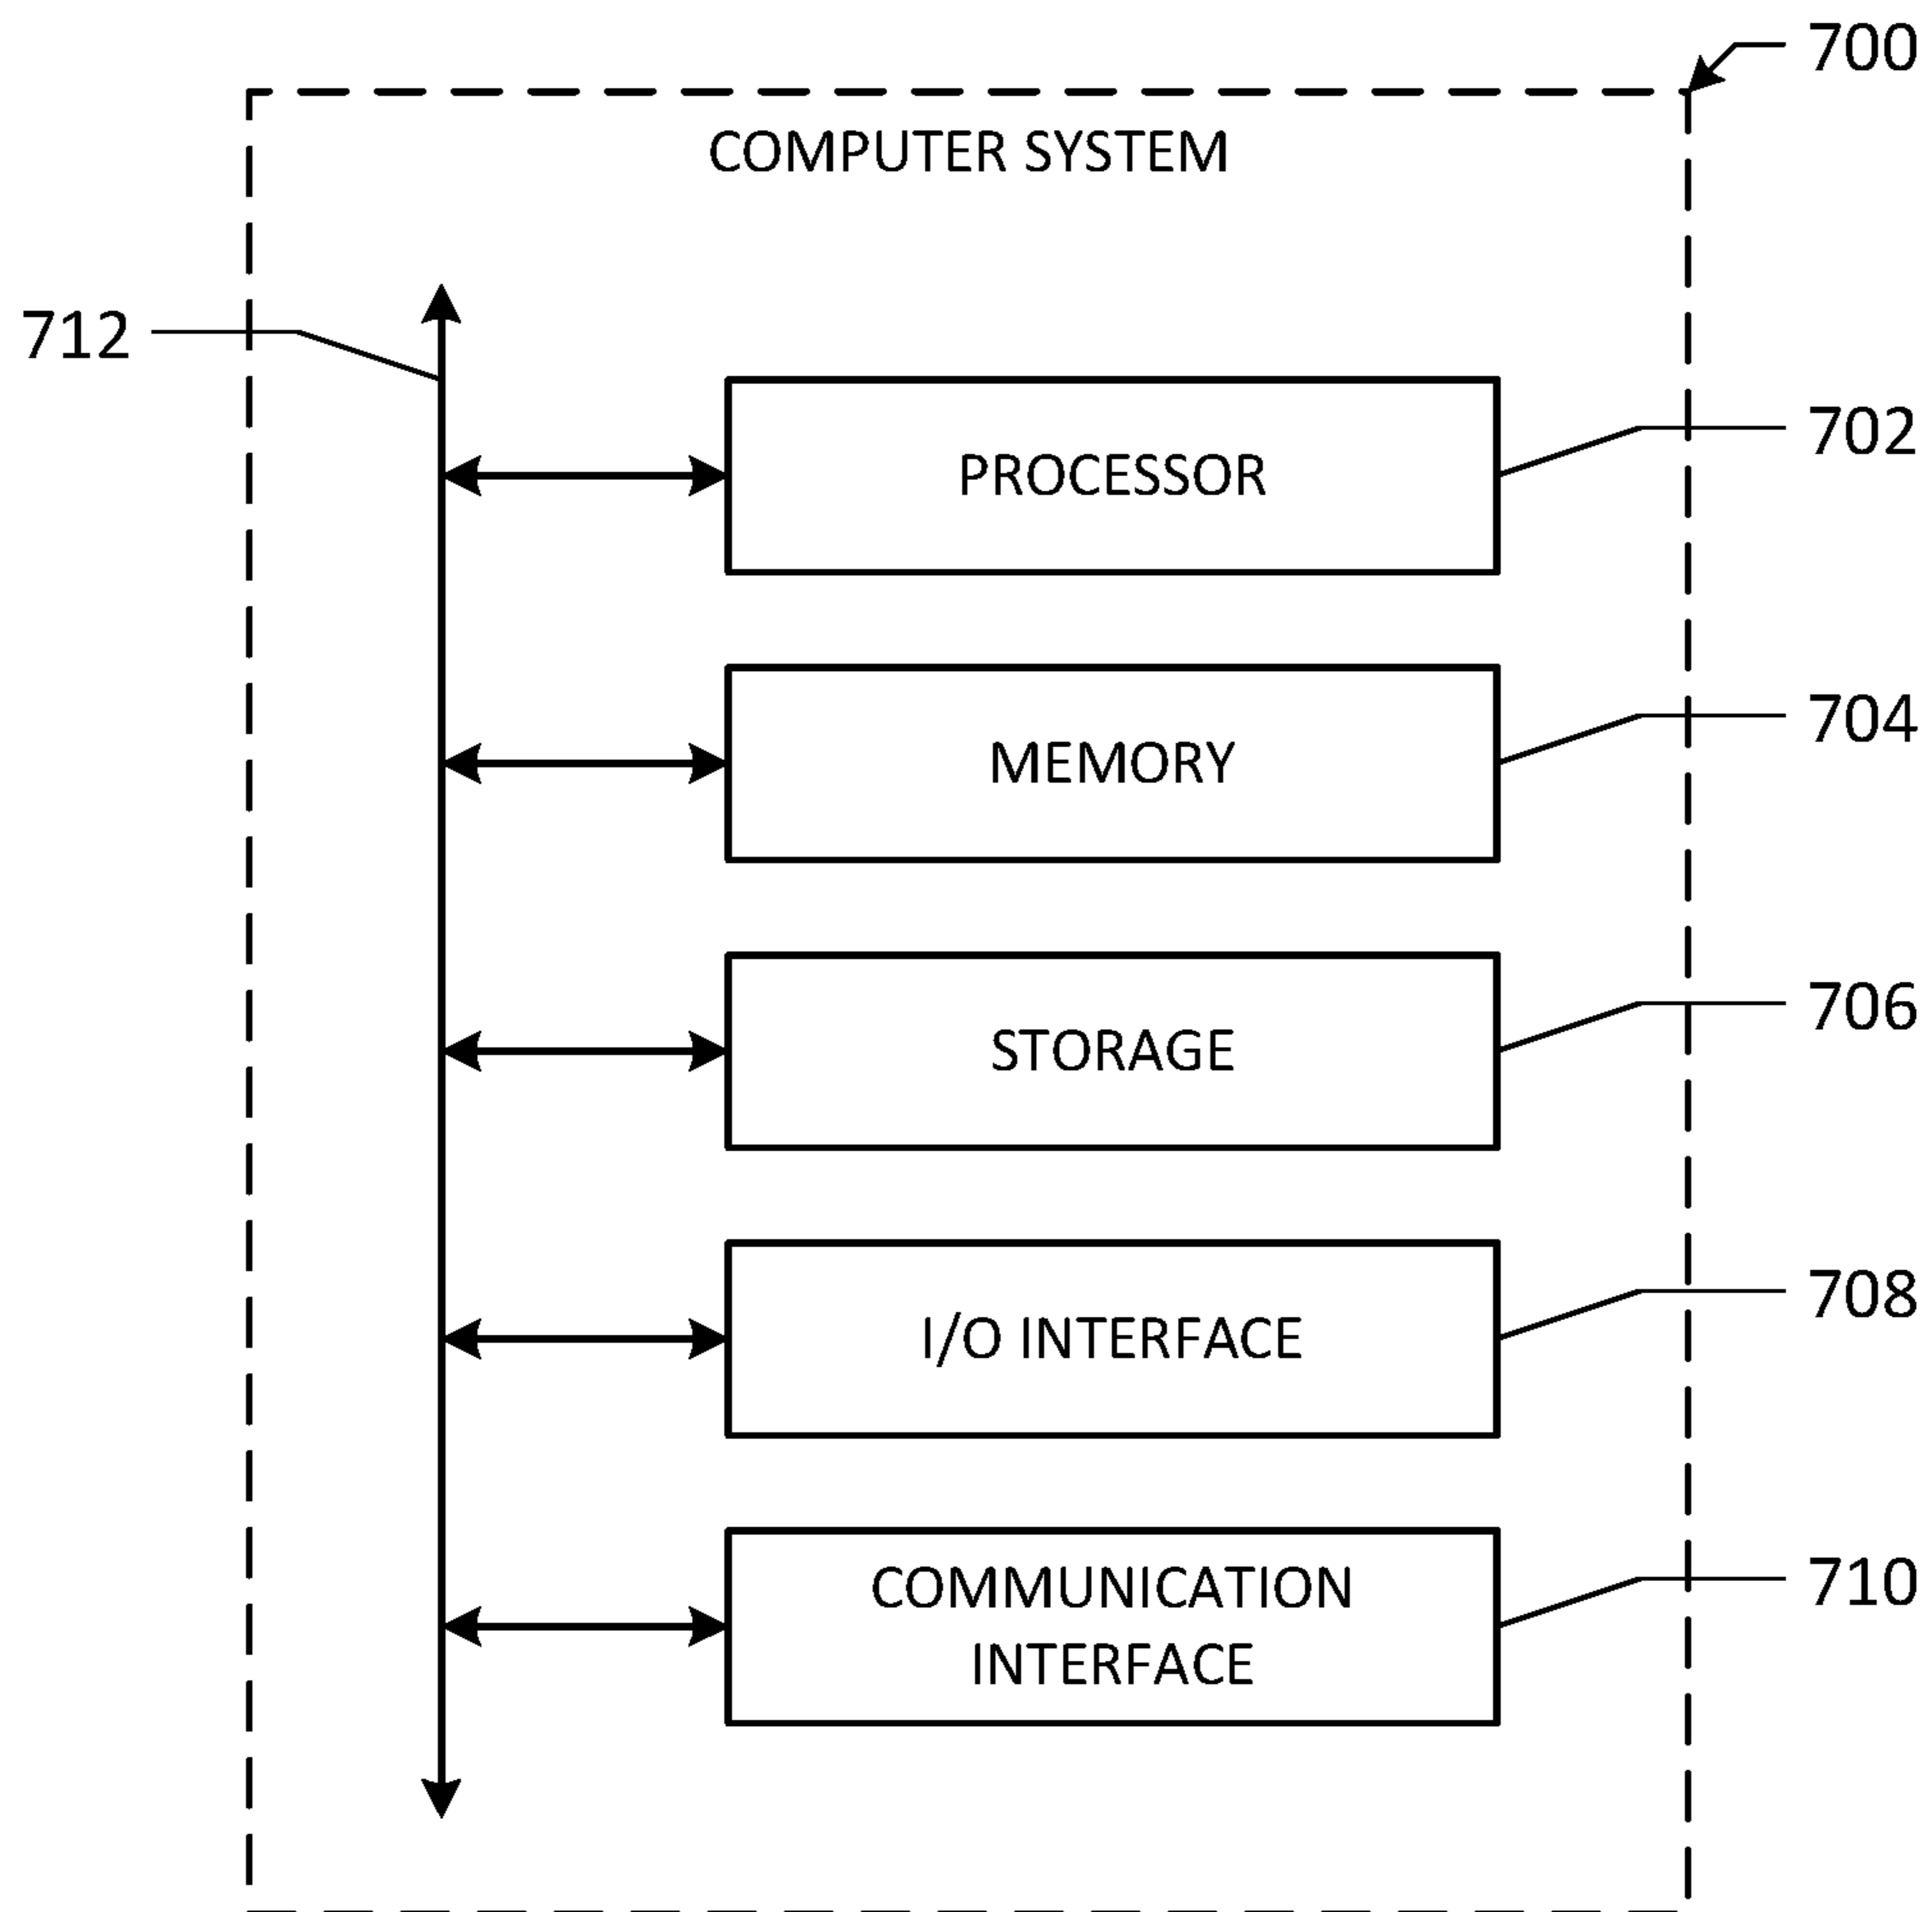 700
COMPUTER SYSTEM
712
702
PROCESSOR
704
MEMORY
706
STORAGE
708
I/O INTERFACE
710
COMMUNICATION
INTERFACE